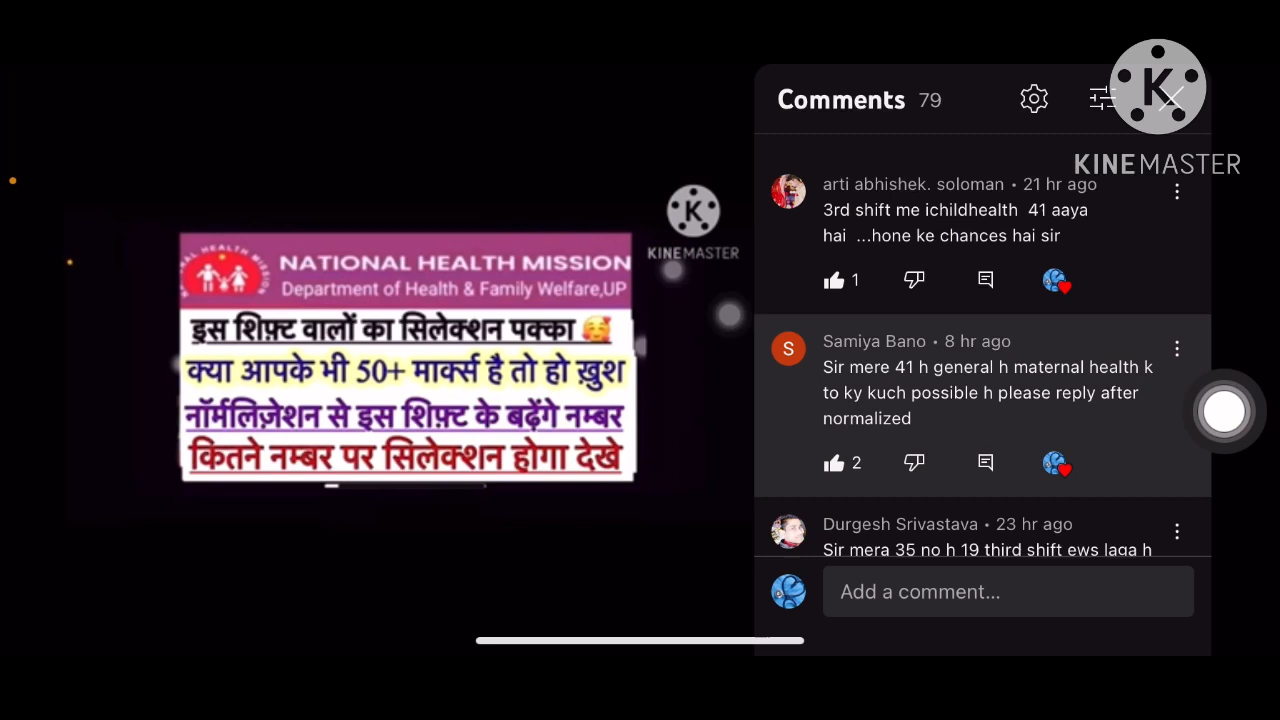 Comments 79
K
KINEMASTER
arti abhishek. soloman • 21 hr ago
3rd shift me ichildhealth 41 aaya
hai ...hone ke chances hai sir
1
K
KINEMASTER
NATIONAL HEALTH MISSION
NATIONAL HEALTH MISSION
Department of Health & Family Welfare,UP
इस शिफ़्ट वालों का सिलेक्शन पक्का 🥰
क्या आपके भी 50+ मार्क्स है तो हो ख़ुश
नॉर्मलिज़ेशन से इस शिफ़्ट के बढ़ेंगे नम्बर
कितने नम्बर पर सिलेक्शन होगा देखे
S
Samiya Bano • 8 hr ago
Sir mere 41 h general h maternal health k
to ky kuch possible h please reply after
normalized
2
Durgesh Srivastava • 23 hr ago
Sir mera 35 no h 19 third shift ews laga h
Add a comment...